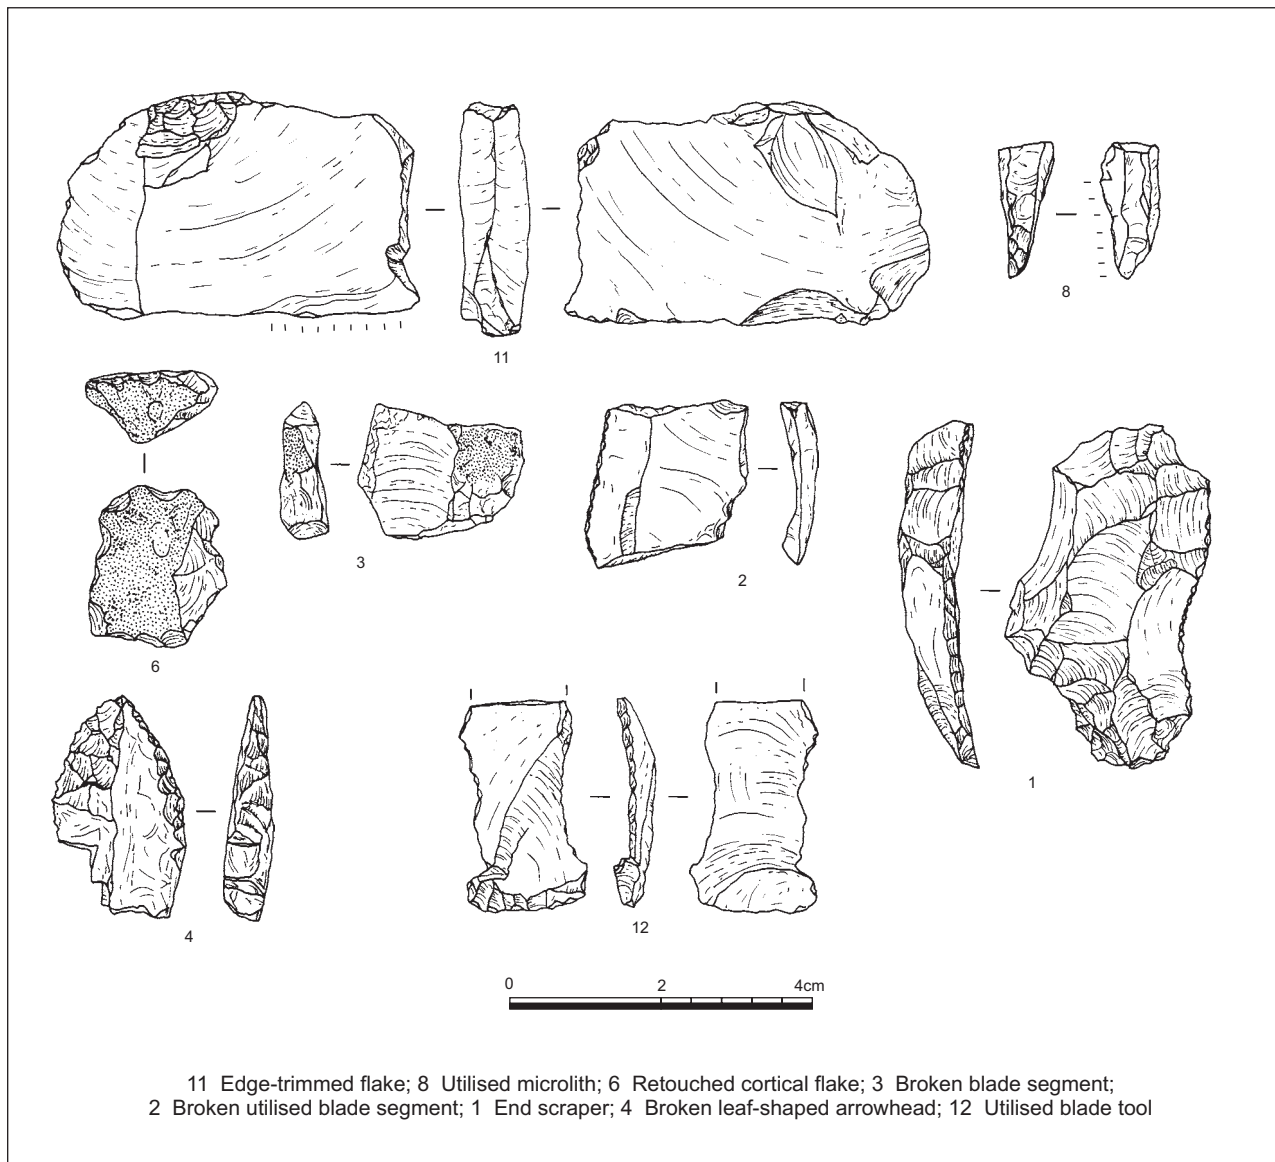 11
8
6
3
2
1
4
12
0 2 4cm
11 Edge-trimmed flake; 8 Utilised microlith; 6 Retouched cortical flake; 3 Broken blade segment;
2 Broken utilised blade segment; 1 End scraper; 4 Broken leaf-shaped arrowhead; 12 Utilised blade tool